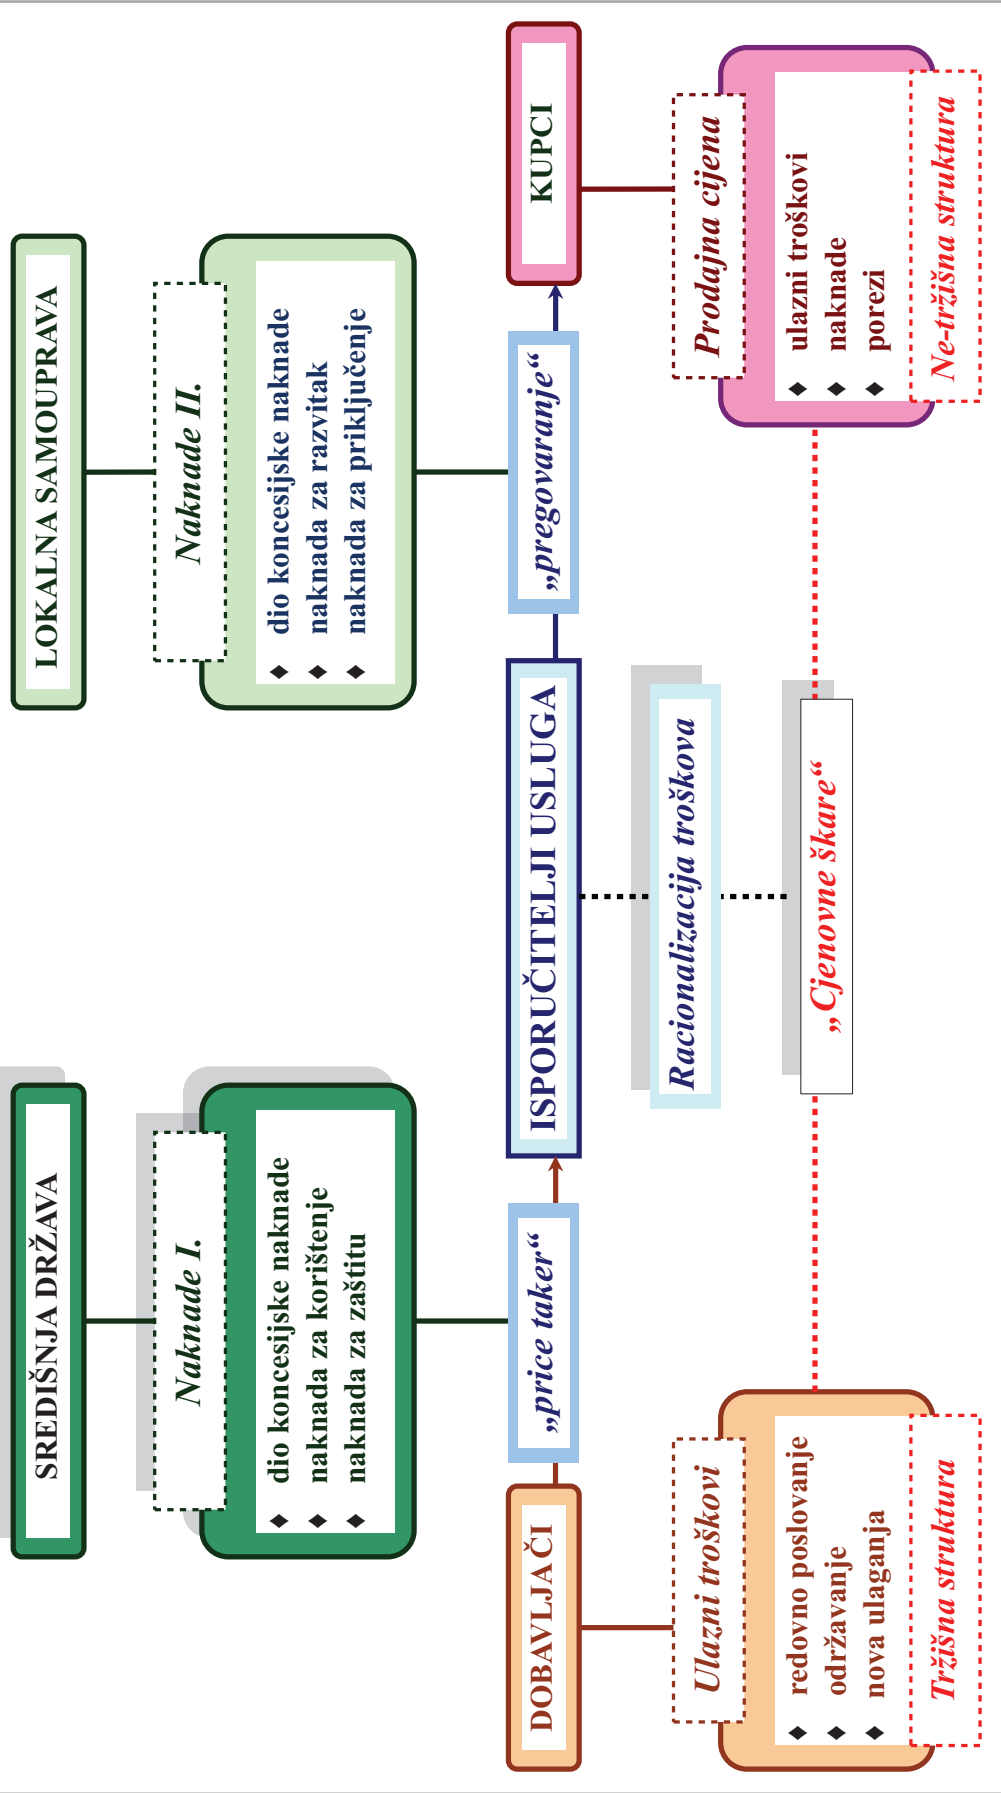 SREDIŠNJA DRŽAVA
LOKALNA SAMOUPRAVA
Naknade I.
dio koncesijske naknade
naknada za korištenje
naknada za zaštitu
Naknade II.
dio koncesijske naknade
naknada za razvitak
naknada za priključenje
DOBAVLJAČI
„price taker“
ISPORUČITELJI USLUGA
„pregovaranje“
KUPCI
Ulazni troškovi
redovno poslovanje
održavanje
nova ulaganja
Tržišna struktura
Racionalizacija troškova
„Cjenovne škare“
Prodajna cijena
ulazni troškovi
naknade
porezi
Ne-tržišna struktura